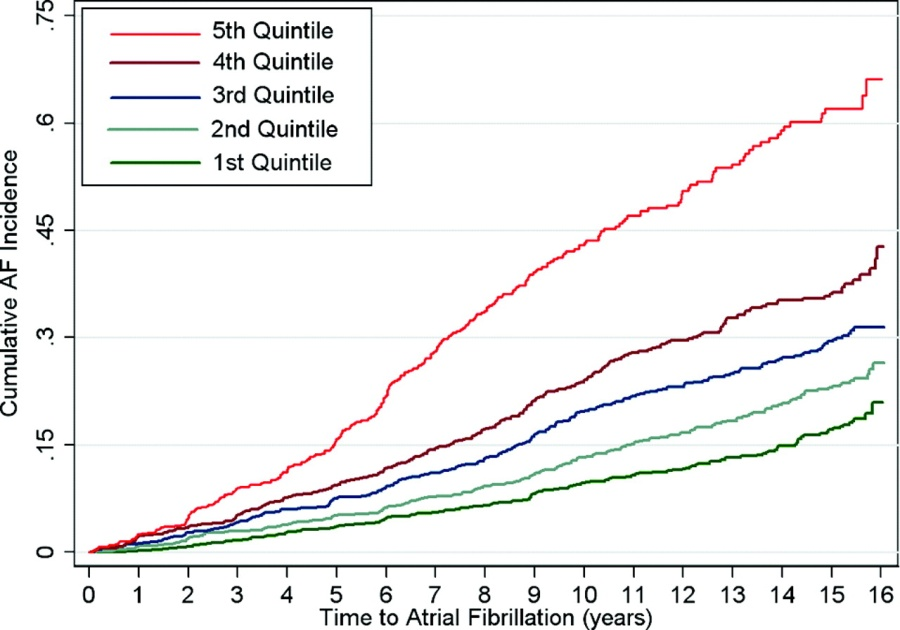 5th Quintile
4th Quintile
3rd Quintile
2nd Quintile
1st Quintile
Cumulative AF Incidence
.75
.6
.45
.3
.15
0
0 1 2 3 4 5 6 7 8 9 10 11 12 13 14 15 16
Time to Atrial Fibrillation (years)